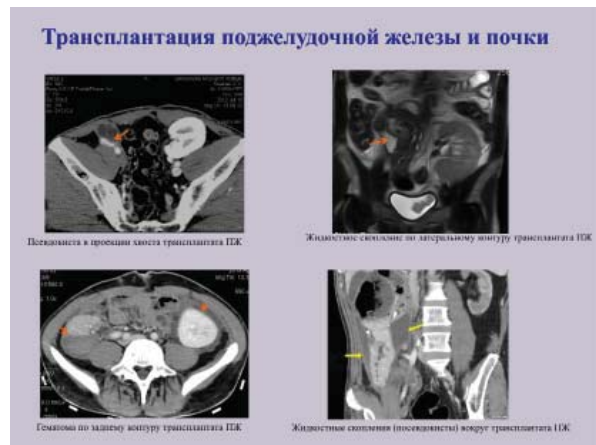 Трансплантация поджелудочной железы и почки
Псевдокиста в проекции хвоста трансплантата ПЖ
Жидкостное скопление по латеральному контуру трансплантата ПЖ
Гематома по заднему контуру трансплантата ПЖ
Жидкостные скопления (посевдокисты) вокруг трансплантата ПЖ